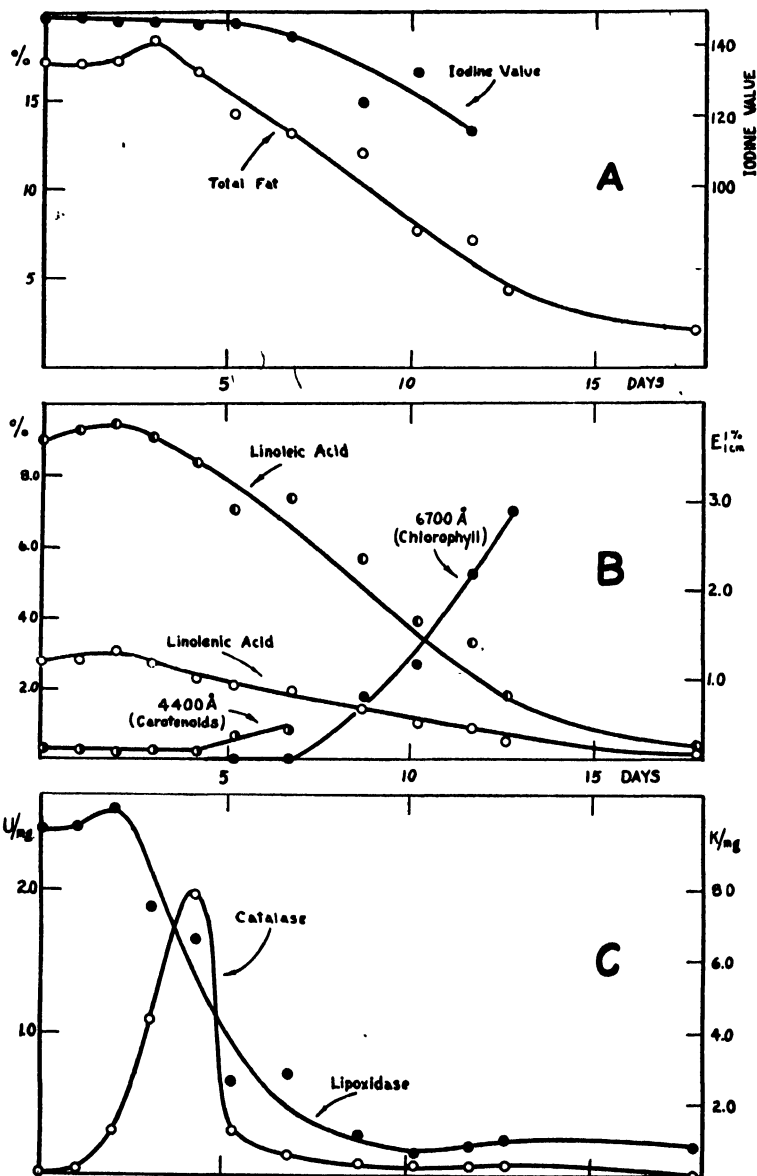 %
Iodine Value
140
120
100
IODINE VALUE
15
10
5
Total Fat
A
5
10
15
DAYS
%
Linoleic Acid
E 1% 1cm
8.0
6.0
4.0
2.0
6700 Å
(Chlorophyll)
3.0
2.0
1.0
B
Linolenic Acid
4400 Å
(Carotenoids)
5
10
15
DAYS
U/mg
K/mg
2.0
1.0
Catalase
C
8.0
6.0
4.0
2.0
Lipoxidase